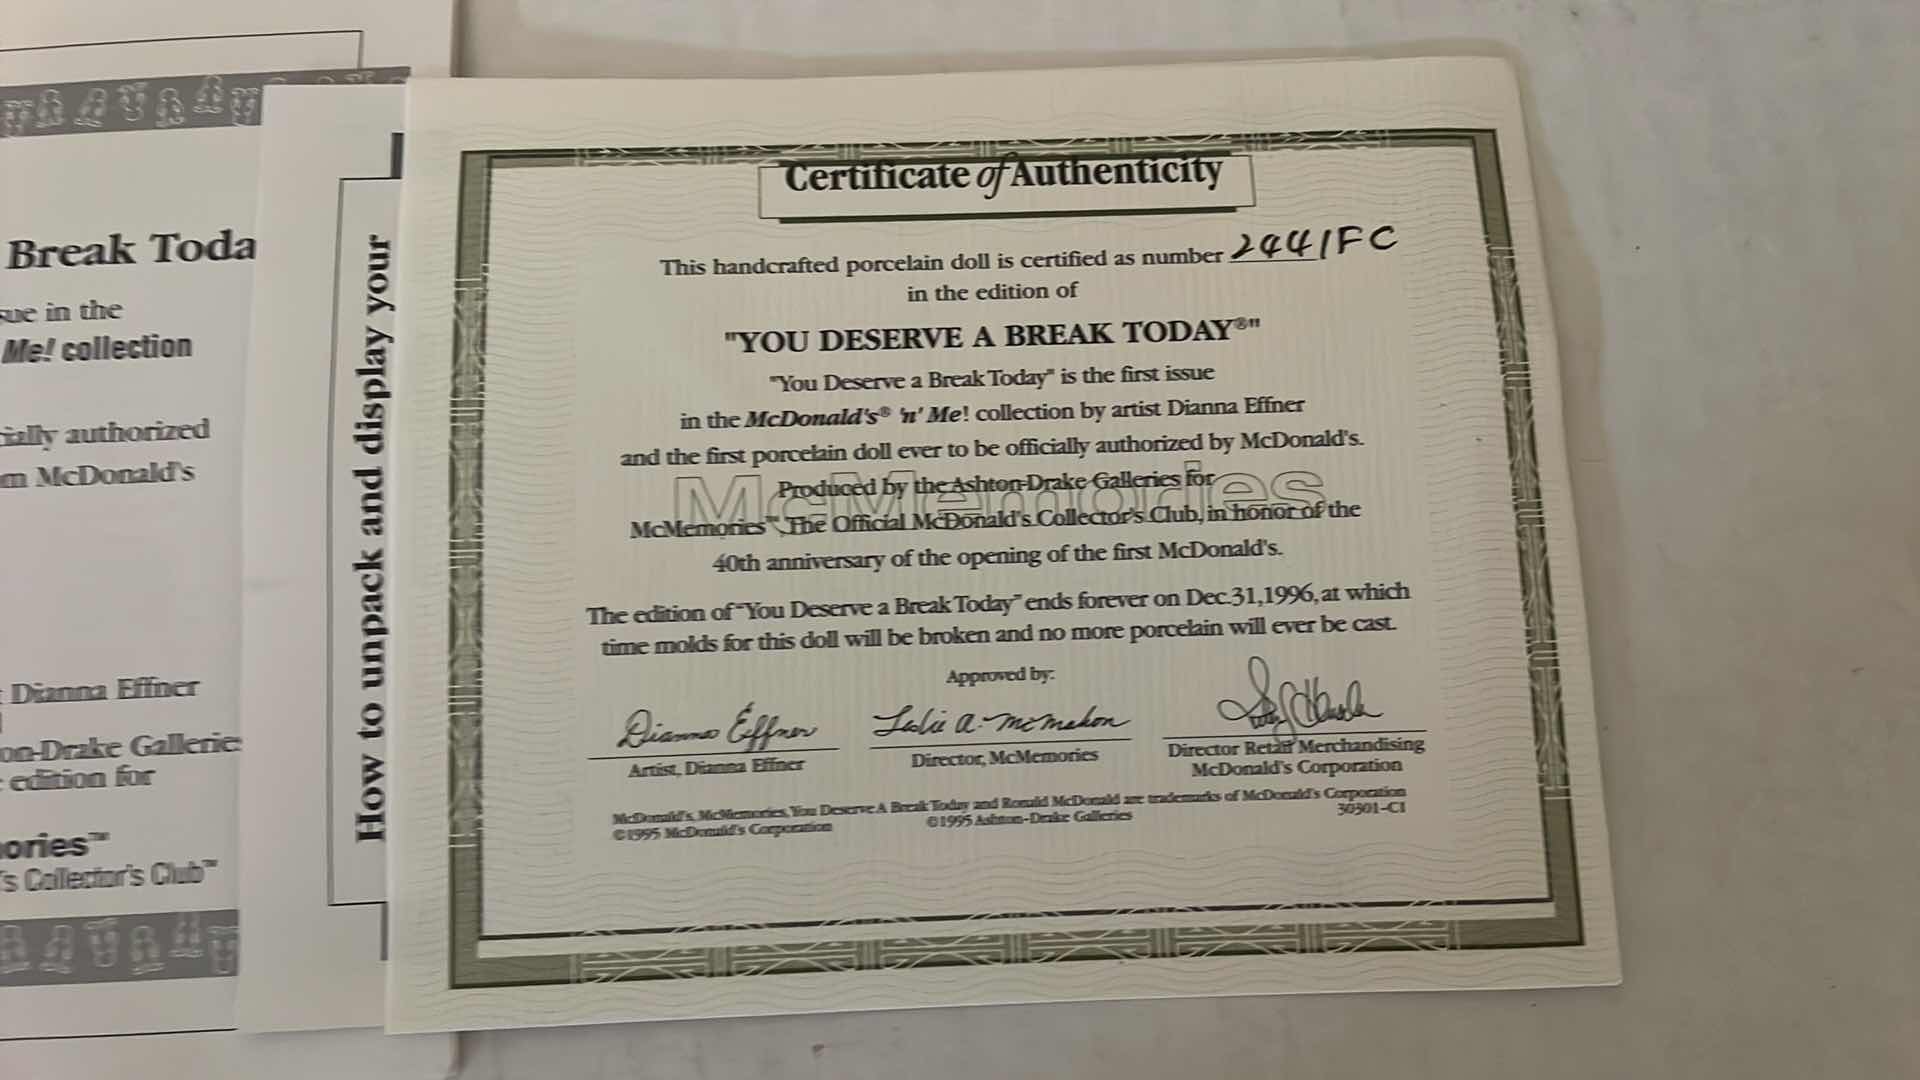 Break Toda
sue in the
Me! collection
cially authorized
m McDonald's
Dianna Effner
on-Drake Galleries
edition for
ories™
's Collector's Club™
How to unpack and display your
Certificate of Authenticity
This handcrafted porcelain doll is certified as number 2441FC
in the edition of
"YOU DESERVE A BREAK TODAY®"
"You Deserve a Break Today" is the first issue
in the McDonald's® 'n' Me! collection by artist Dianna Effner
and the first porcelain doll ever to be officially authorized by McDonald's.
McMemories
Produced by the Ashton-Drake Galleries for
McMemories™ The Official McDonald's Collector's Club, in honor of the
40th anniversary of the opening of the first McDonald's.
The edition of "You Deserve a Break Today" ends forever on Dec.31,1996, at which
time molds for this doll will be broken and no more porcelain will ever be cast.
Approved by:
Dianna Effner
Leslie A. McMahon
Artist, Dianna Effner
Director, McMemories
Director Retail Merchandising
McDonald's Corporation
McDonald's, McMemories, You Deserve A Break Today and Ronald McDonald are trademarks of McDonald's Corporation
©1995 McDonald's Corporation
©1995 Ashton-Drake Galleries
30301-C1